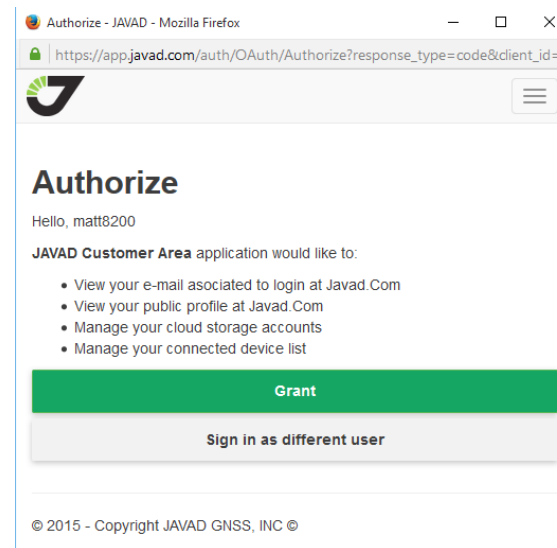 Authorize - JAVAD - Mozilla Firefox
https://app.javad.com/auth/OAuth/Authorize?response_type=code&client_id=
Authorize
Hello, matt8200
JAVAD Customer Area application would like to:
• View your e-mail asociated to login at Javad.Com
• View your public profile at Javad.Com
• Manage your cloud storage accounts
• Manage your connected device list
Grant
Sign in as different user
© 2015 - Copyright JAVAD GNSS, INC ©